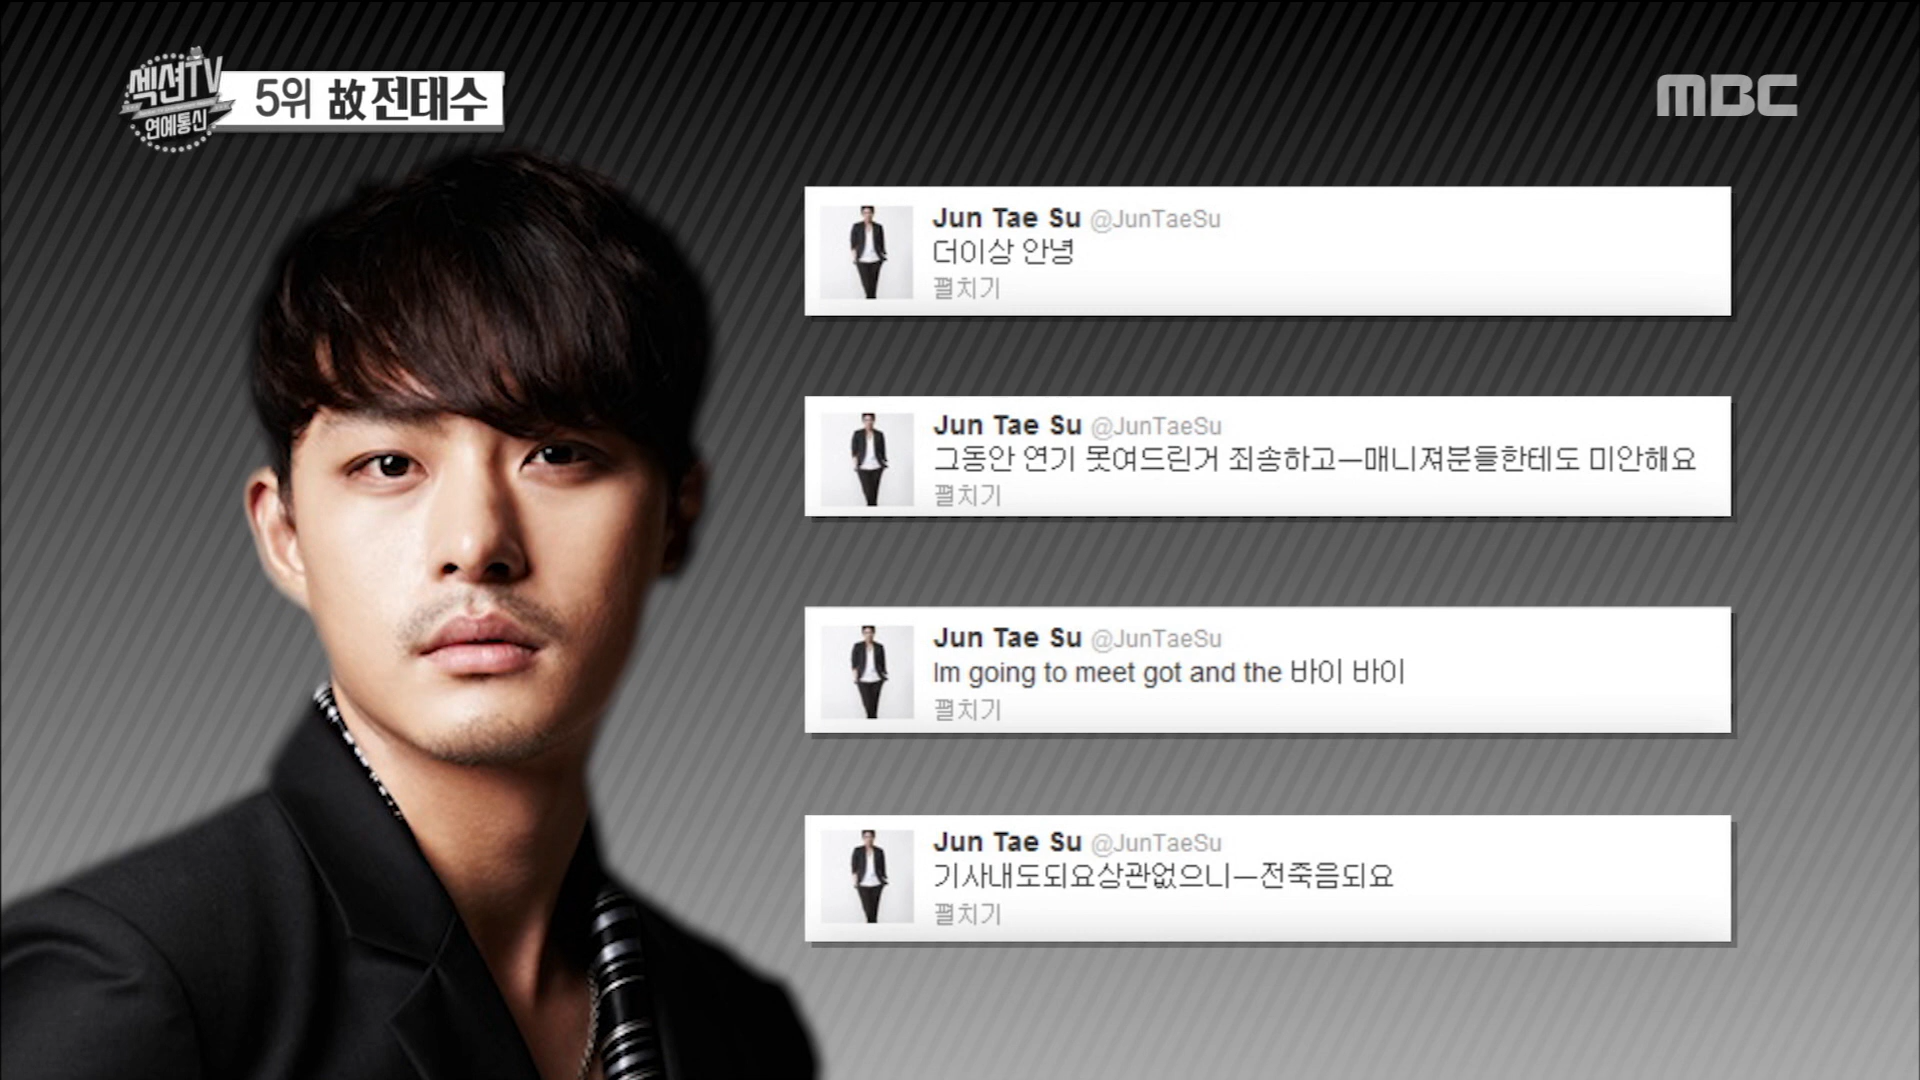 섹션TV
연예통신
5위 故 전태수
MBC
Jun Tae Su @JunTaeSu
더이상 안녕
펼치기
Jun Tae Su @JunTaeSu
그동안 연기 못여드린거 죄송하고ㅡ매니져분들한테도 미안해요
펼치기
Jun Tae Su @JunTaeSu
Im going to meet got and the 바이 바이
펼치기
Jun Tae Su @JunTaeSu
기사내도되요상관없으니ㅡ전죽음되요
펼치기